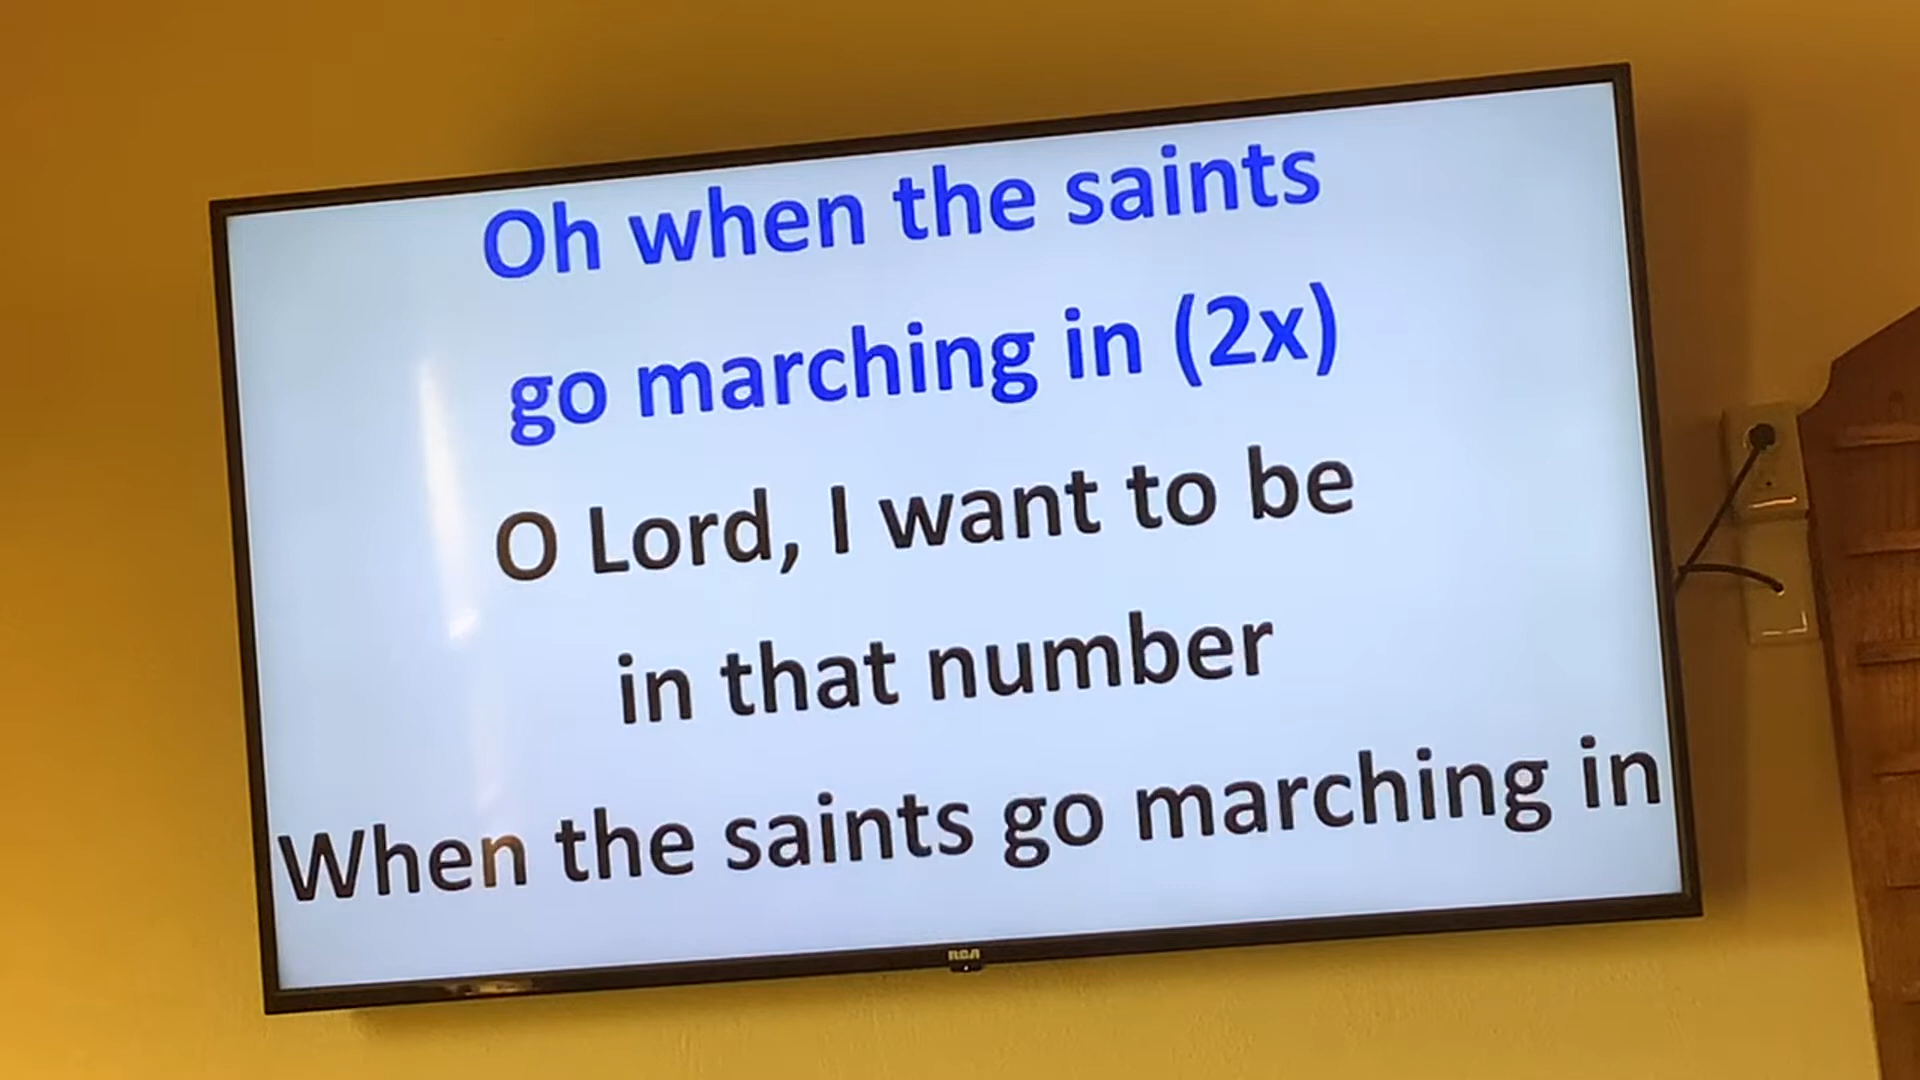 Oh when the saints
go marching in (2x)
O Lord, I want to be
in that number
When the saints go marching in
RCA